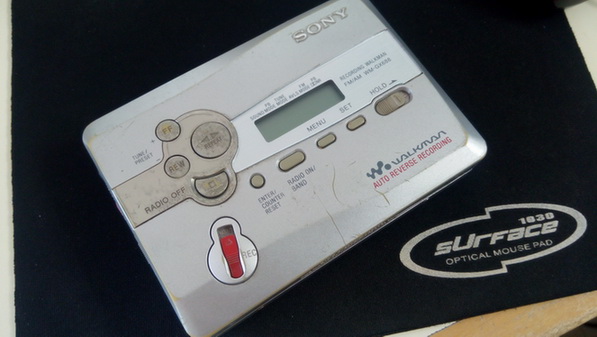 SONY
RECORDING WALKMAN
FM/AM WM-GX688
HOLD
MENU
SET
FF
TUNE/
PRESET
REW
RADIO OFF
RADIO ON/
BAND
ENTER/
COUNTER
RESET
WALKMAN
AUTO REVERSE RECORDING
REC
1030
SURFACE
OPTICAL MOUSE PAD